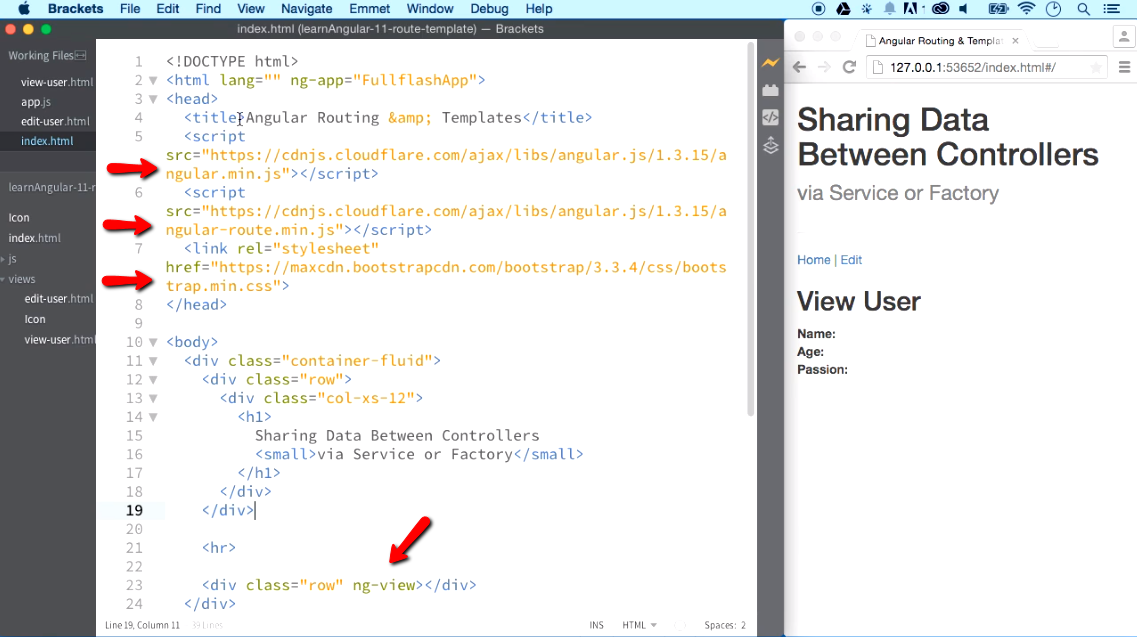 Brackets File Edit Find View Navigate Emmet Window Debug Help
index.html (learnAngular-11-route-template) — Brackets
Working Files
view-user.html
app.js
edit-user.html
index.html
learnAngular-11-r
Icon
index.html
js
views
edit-user.html
Icon
view-user.html
1 <!DOCTYPE html>
2 <html lang="" ng-app="FullflashApp">
3 <head>
4 <title>Angular Routing &amp; Templates</title>
5 <script
src="https://cdnjs.cloudflare.com/ajax/libs/angular.js/1.3.15/a
ngular.min.js"></script>
6 <script
src="https://cdnjs.cloudflare.com/ajax/libs/angular.js/1.3.15/a
ngular-route.min.js"></script>
7 <link rel="stylesheet"
href="https://maxcdn.bootstrapcdn.com/bootstrap/3.3.4/css/boots
trap.min.css">
8 </head>
9
10 <body>
11 <div class="container-fluid">
12 <div class="row">
13 <div class="col-xs-12">
14 <h1>
15 Sharing Data Between Controllers
16 <small>via Service or Factory</small>
17 </h1>
18 </div>
19 </div>
20
21 <hr>
22
23 <div class="row" ng-view></div>
24 </div>
Line 19, Column 11 39 Lines INS HTML Spaces: 2
Angular Routing & Templat
127.0.0.1:53652/index.html#/
Sharing Data
Between Controllers
via Service or Factory
Home | Edit
View User
Name:
Age:
Passion: